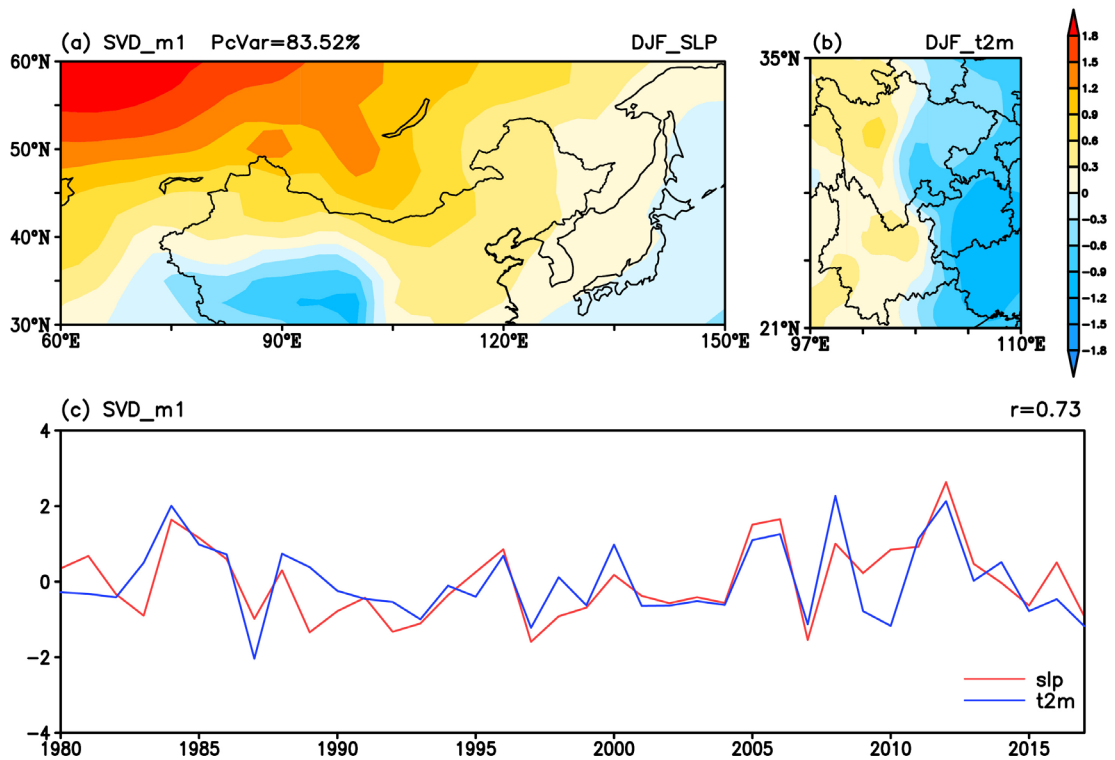 (a) SVD_m1 PcVar=83.52% DJF_SLP
60°N
50°N
40°N
30°N
60°E 90°E 120°E 150°E
(b) DJF_t2m
35°N
21°N
97°E 110°E
1.8
1.5
1.2
0.9
0.6
0.3
0
-0.3
-0.6
-0.9
-1.2
-1.5
-1.8
(c) SVD_m1 r=0.73
4
2
0
-2
-4
1980 1985 1990 1995 2000 2005 2010 2015
slp
t2m